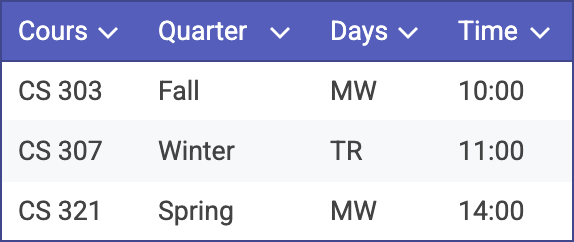 Cours Quarter Days Time
CS 303 Fall MW 10:00
CS 307 Winter TR 11:00
CS 321 Spring MW 14:00